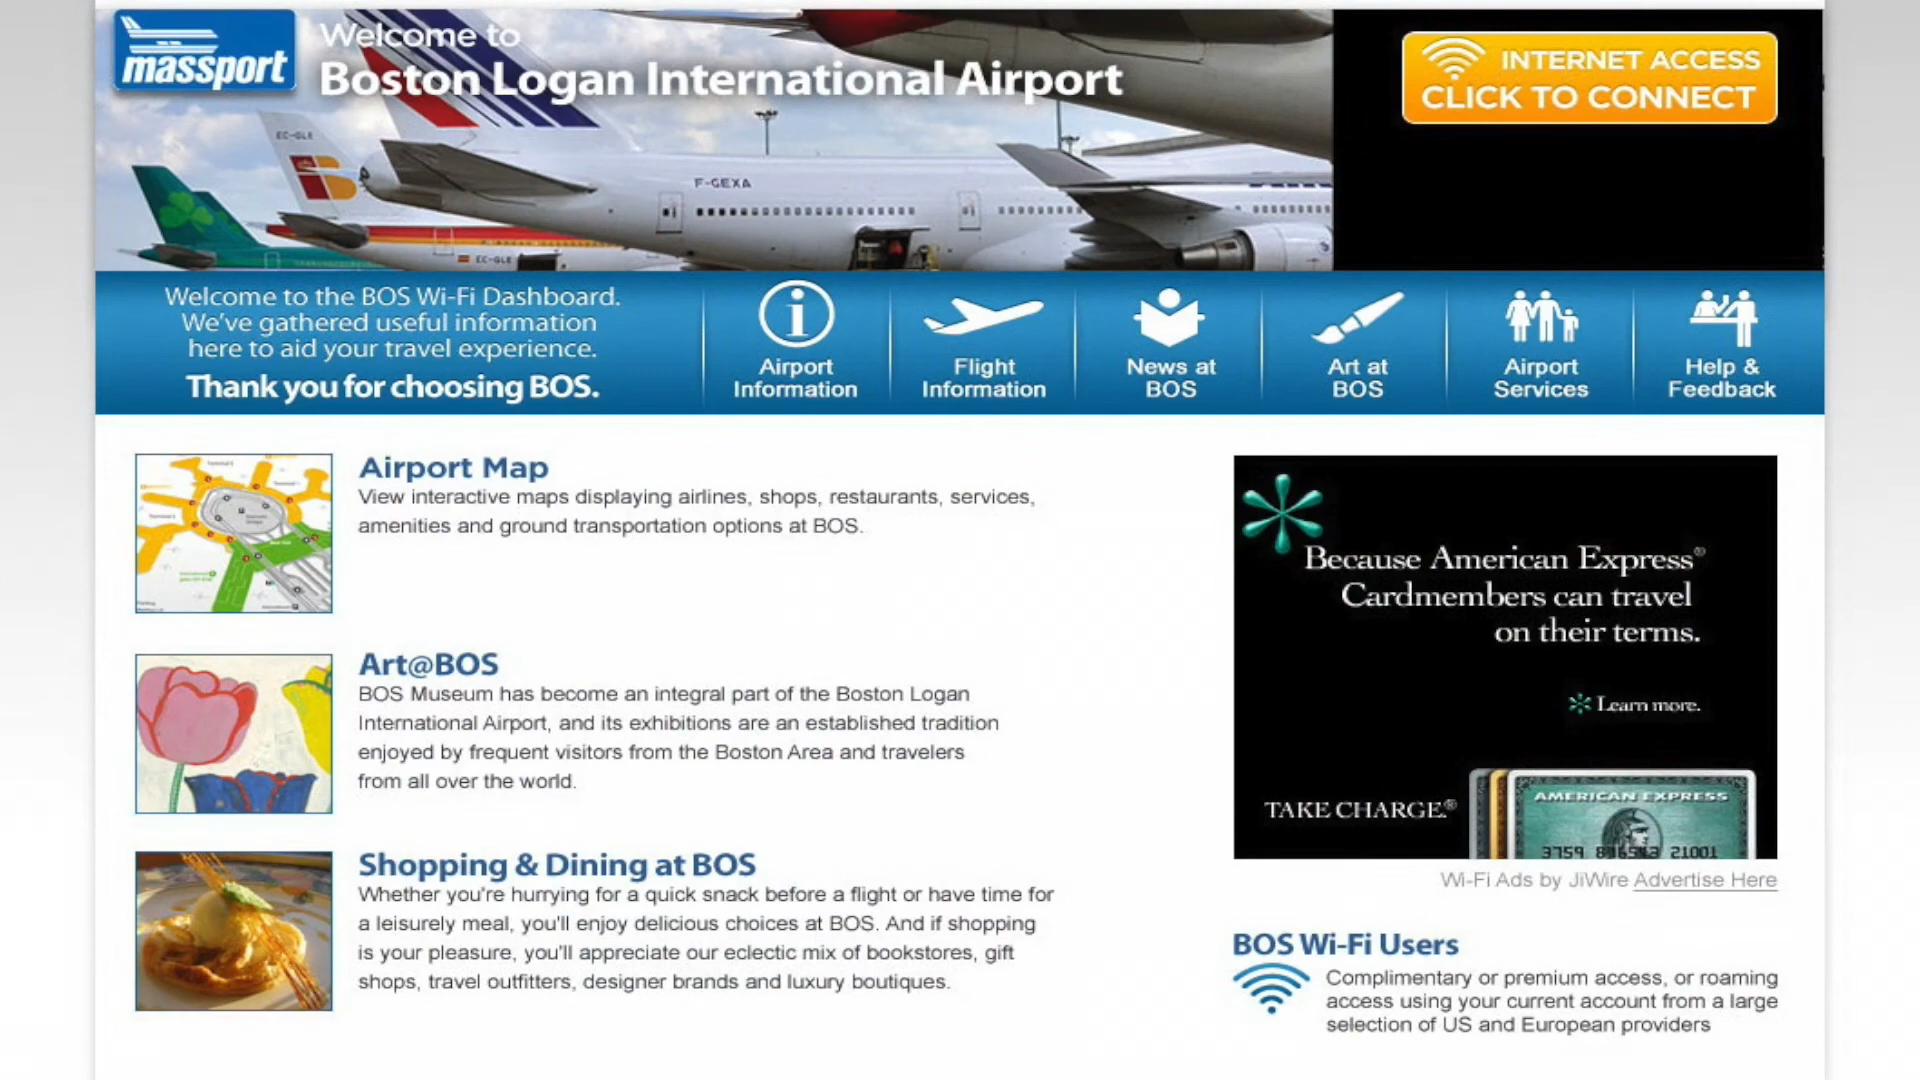 massport
Welcome to
Boston Logan International Airport
INTERNET ACCESS
CLICK TO CONNECT
EC-GLE
F-GEXA
EC-GLE
Welcome to the BOS Wi-Fi Dashboard.
We've gathered useful information
here to aid your travel experience.
Thank you for choosing BOS.
Airport
Information
Flight
Information
News at
BOS
Art at
BOS
Airport
Services
Help &
Feedback
Airport Map
View interactive maps displaying airlines, shops, restaurants, services,
amenities and ground transportation options at BOS.
Art@BOS
BOS Museum has become an integral part of the Boston Logan
International Airport, and its exhibitions are an established tradition
enjoyed by frequent visitors from the Boston Area and travelers
from all over the world.
Shopping & Dining at BOS
Whether you're hurrying for a quick snack before a flight or have time for
a leisurely meal, you'll enjoy delicious choices at BOS. And if shopping
is your pleasure, you'll appreciate our eclectic mix of bookstores, gift
shops, travel outfitters, designer brands and luxury boutiques.
Because American Express®
Cardmembers can travel
on their terms.
Learn more.
TAKE CHARGE®
AMERICAN EXPRESS
3759 21001
Wi-Fi Ads by JiWire Advertise Here
BOS Wi-Fi Users
Complimentary or premium access, or roaming
access using your current account from a large
selection of US and European providers